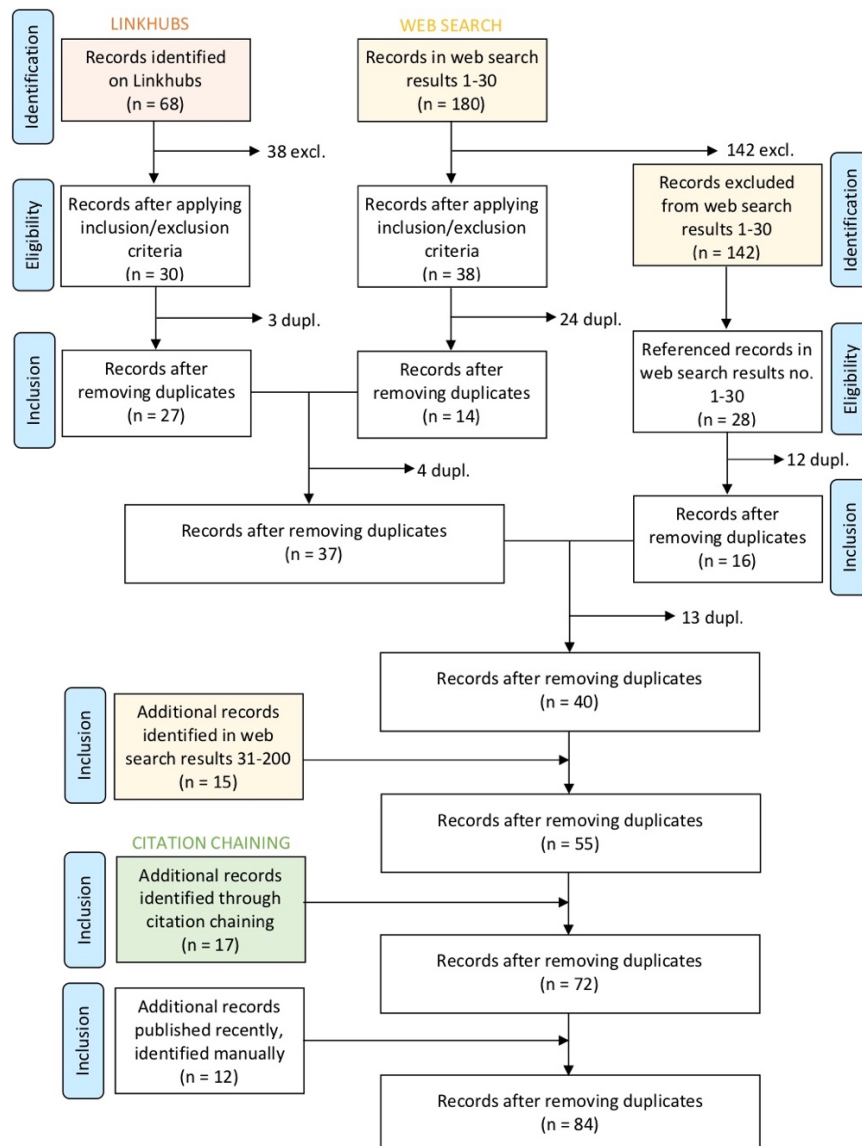 LINKHUBS
WEB SEARCH
Identification
Records identified
on Linkhubs
(n = 68)
Records in web search
results 1-30
(n = 180)
38 excl.
142 excl.
Eligibility
Records after applying
inclusion/exclusion
criteria
(n = 30)
Records after applying
inclusion/exclusion
criteria
(n = 38)
Records excluded
from web search
results 1-30
(n = 142)
Identification
3 dupl.
24 dupl.
Inclusion
Records after
removing duplicates
(n = 27)
Records after
removing duplicates
(n = 14)
Referenced records in
web search results no.
1-30
(n = 28)
Eligibility
4 dupl.
12 dupl.
Records after removing duplicates
(n = 37)
Records after
removing duplicates
(n = 16)
Inclusion
13 dupl.
Records after removing duplicates
(n = 40)
Inclusion
Additional records
identified in web
search results 31-200
(n = 15)
Records after removing duplicates
(n = 55)
CITATION CHAINING
Inclusion
Additional records
identified through
citation chaining
(n = 17)
Records after removing duplicates
(n = 72)
Inclusion
Additional records
published recently,
identified manually
(n = 12)
Records after removing duplicates
(n = 84)